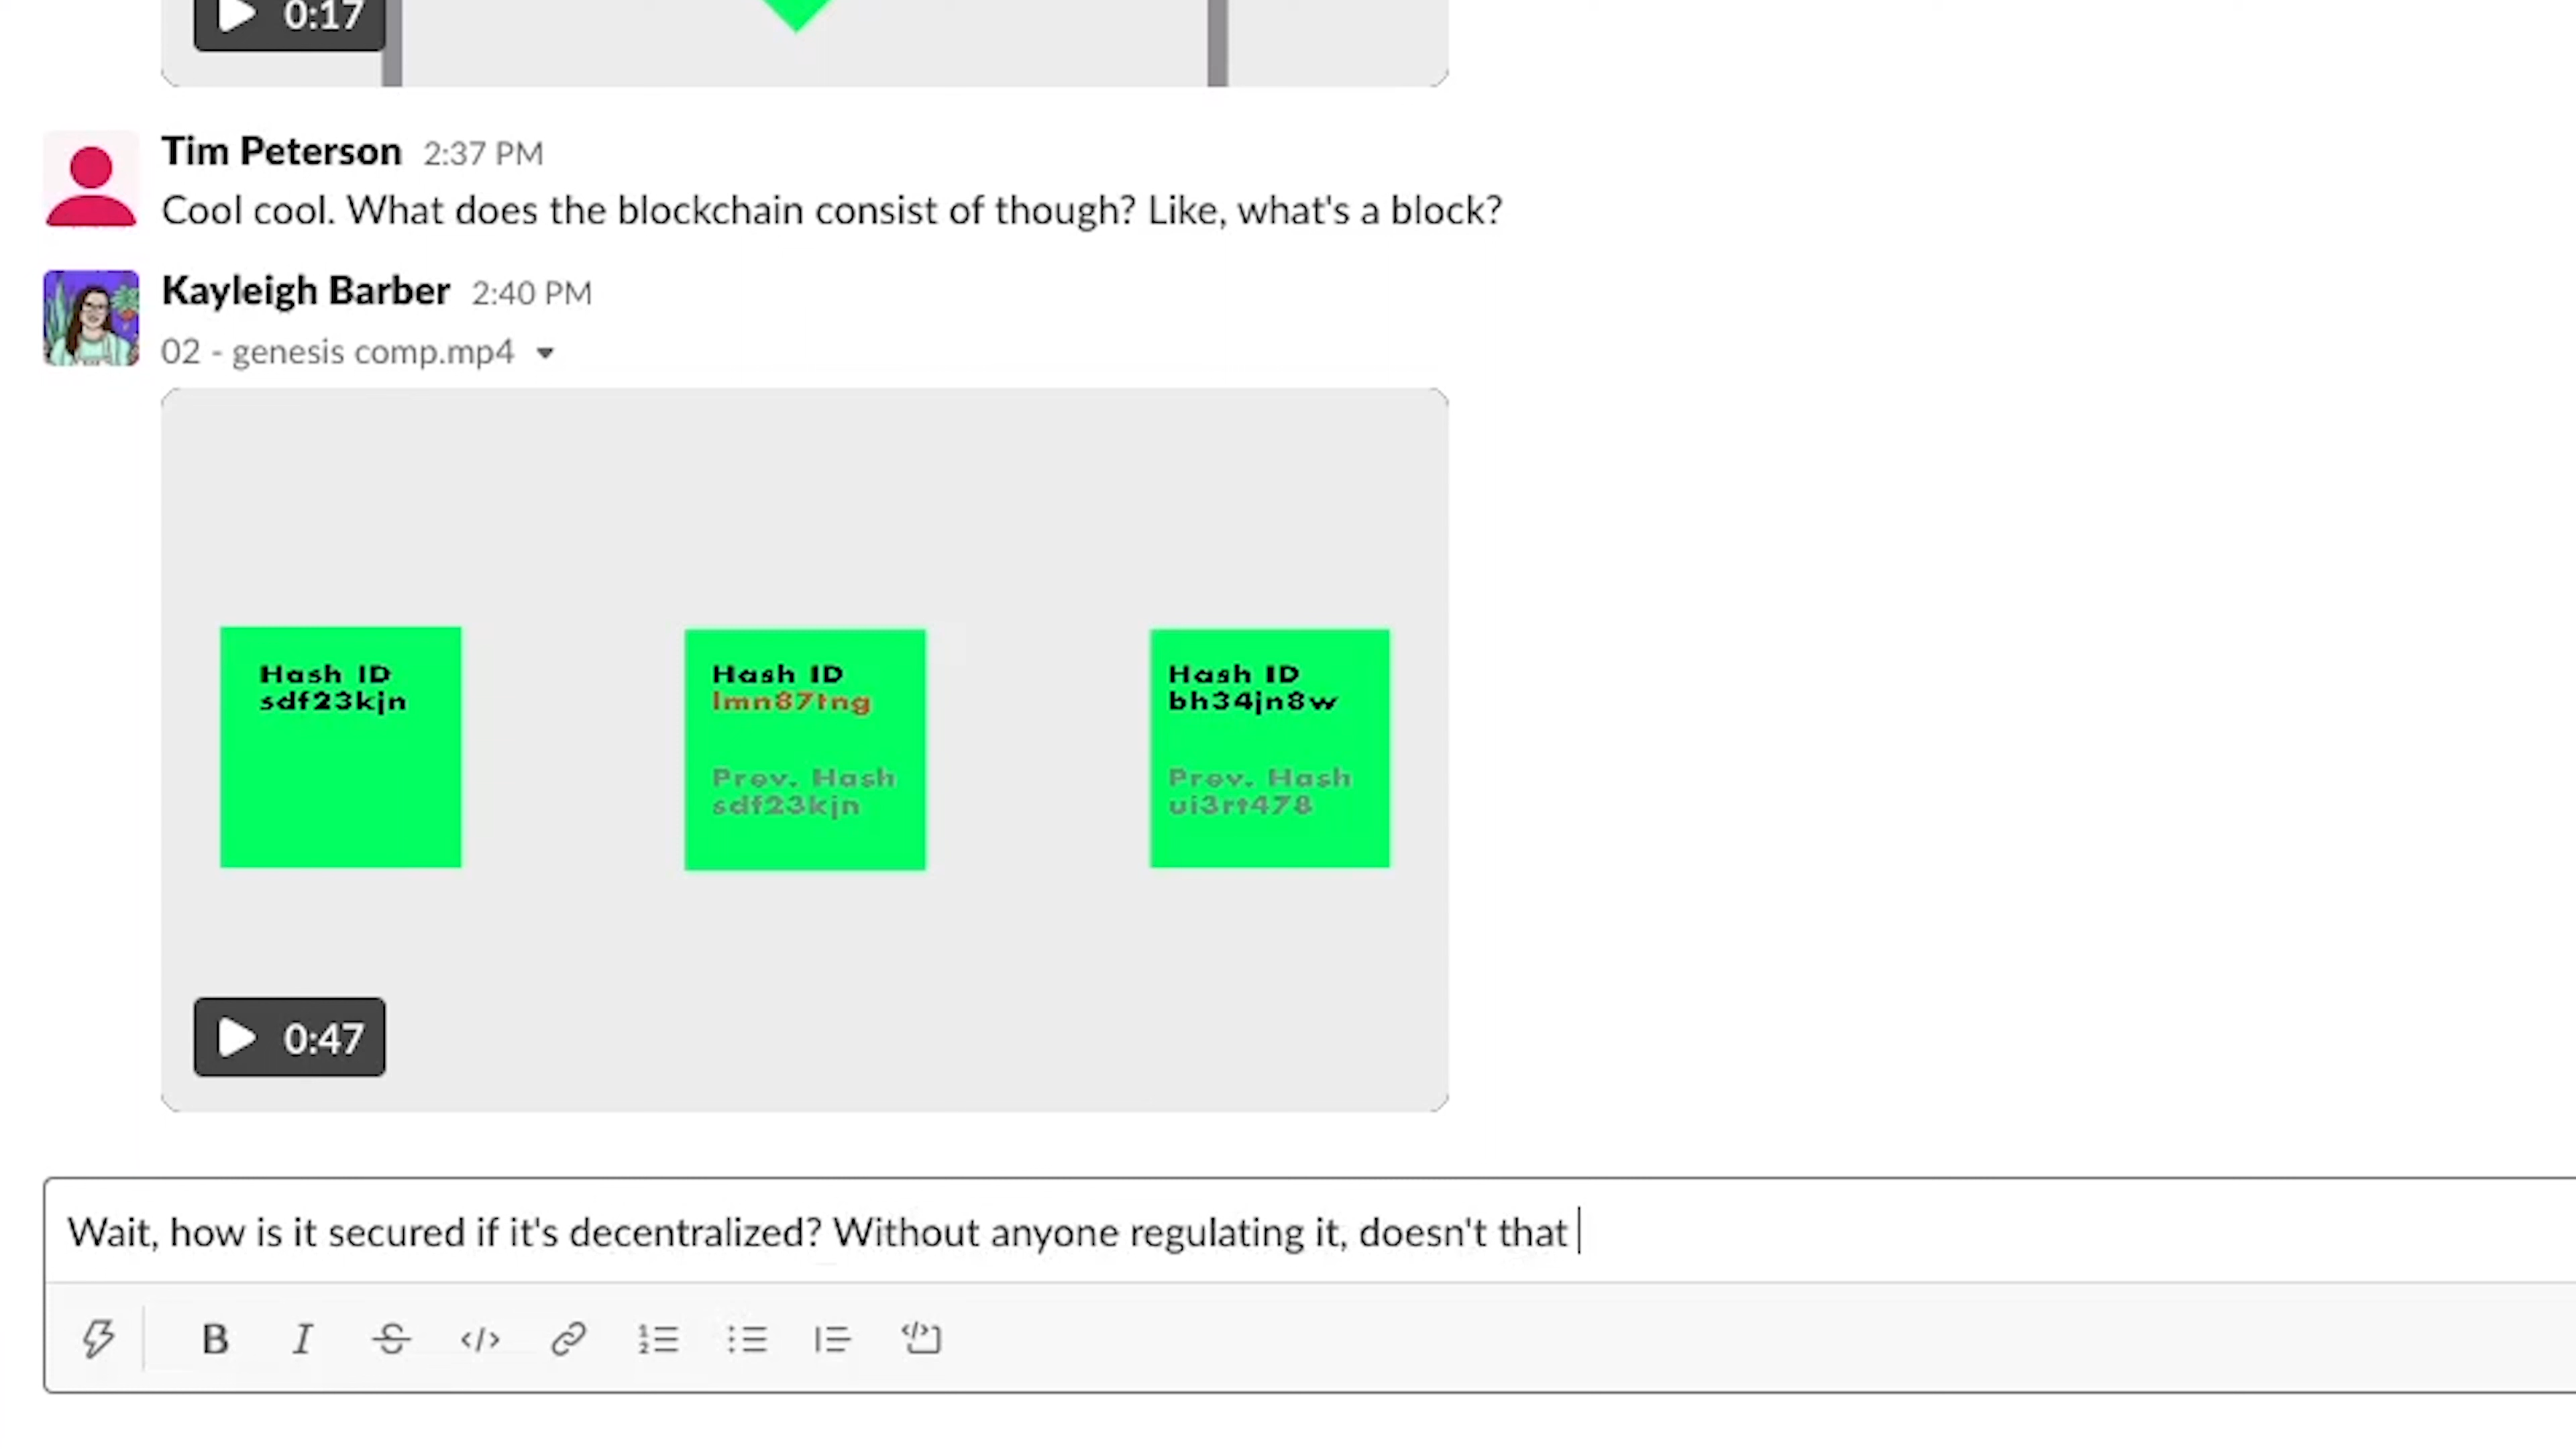 0:17
Tim Peterson 2:37 PM
Cool cool. What does the blockchain consist of though? Like, what's a block?
Kayleigh Barber 2:40 PM
02 - genesis comp.mp4
Hash ID
sdf23kjn
Hash ID
lmn87tng
Prev. Hash
sdf23kjn
Hash ID
bh34jn8w
Prev. Hash
ui3rt478
0:47
Wait, how is it secured if it's decentralized? Without anyone regulating it, doesn't that